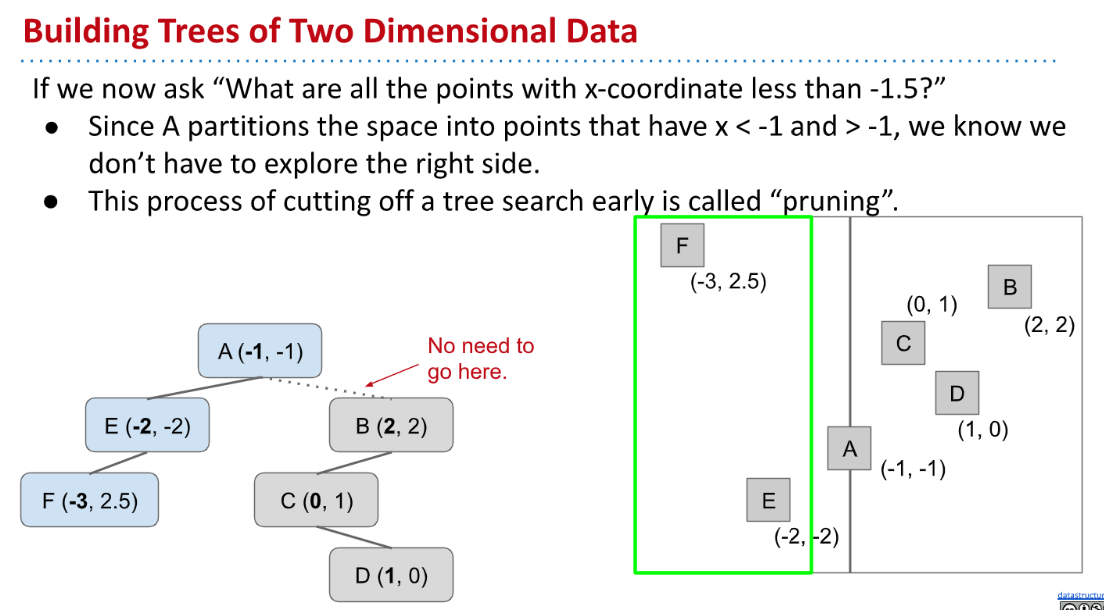 Building Trees of Two Dimensional Data
If we now ask “What are all the points with x-coordinate less than -1.5?”
● Since A partitions the space into points that have x < -1 and > -1, we know we
don’t have to explore the right side.
● This process of cutting off a tree search early is called “pruning”.
A (-1, -1)
No need to
go here.
E (-2, -2)
B (2, 2)
F (-3, 2.5)
C (0, 1)
D (1, 0)
F
(-3, 2.5)
B
(2, 2)
(0, 1)
C
D
(1, 0)
A
(-1, -1)
E
(-2, -2)
datastructur